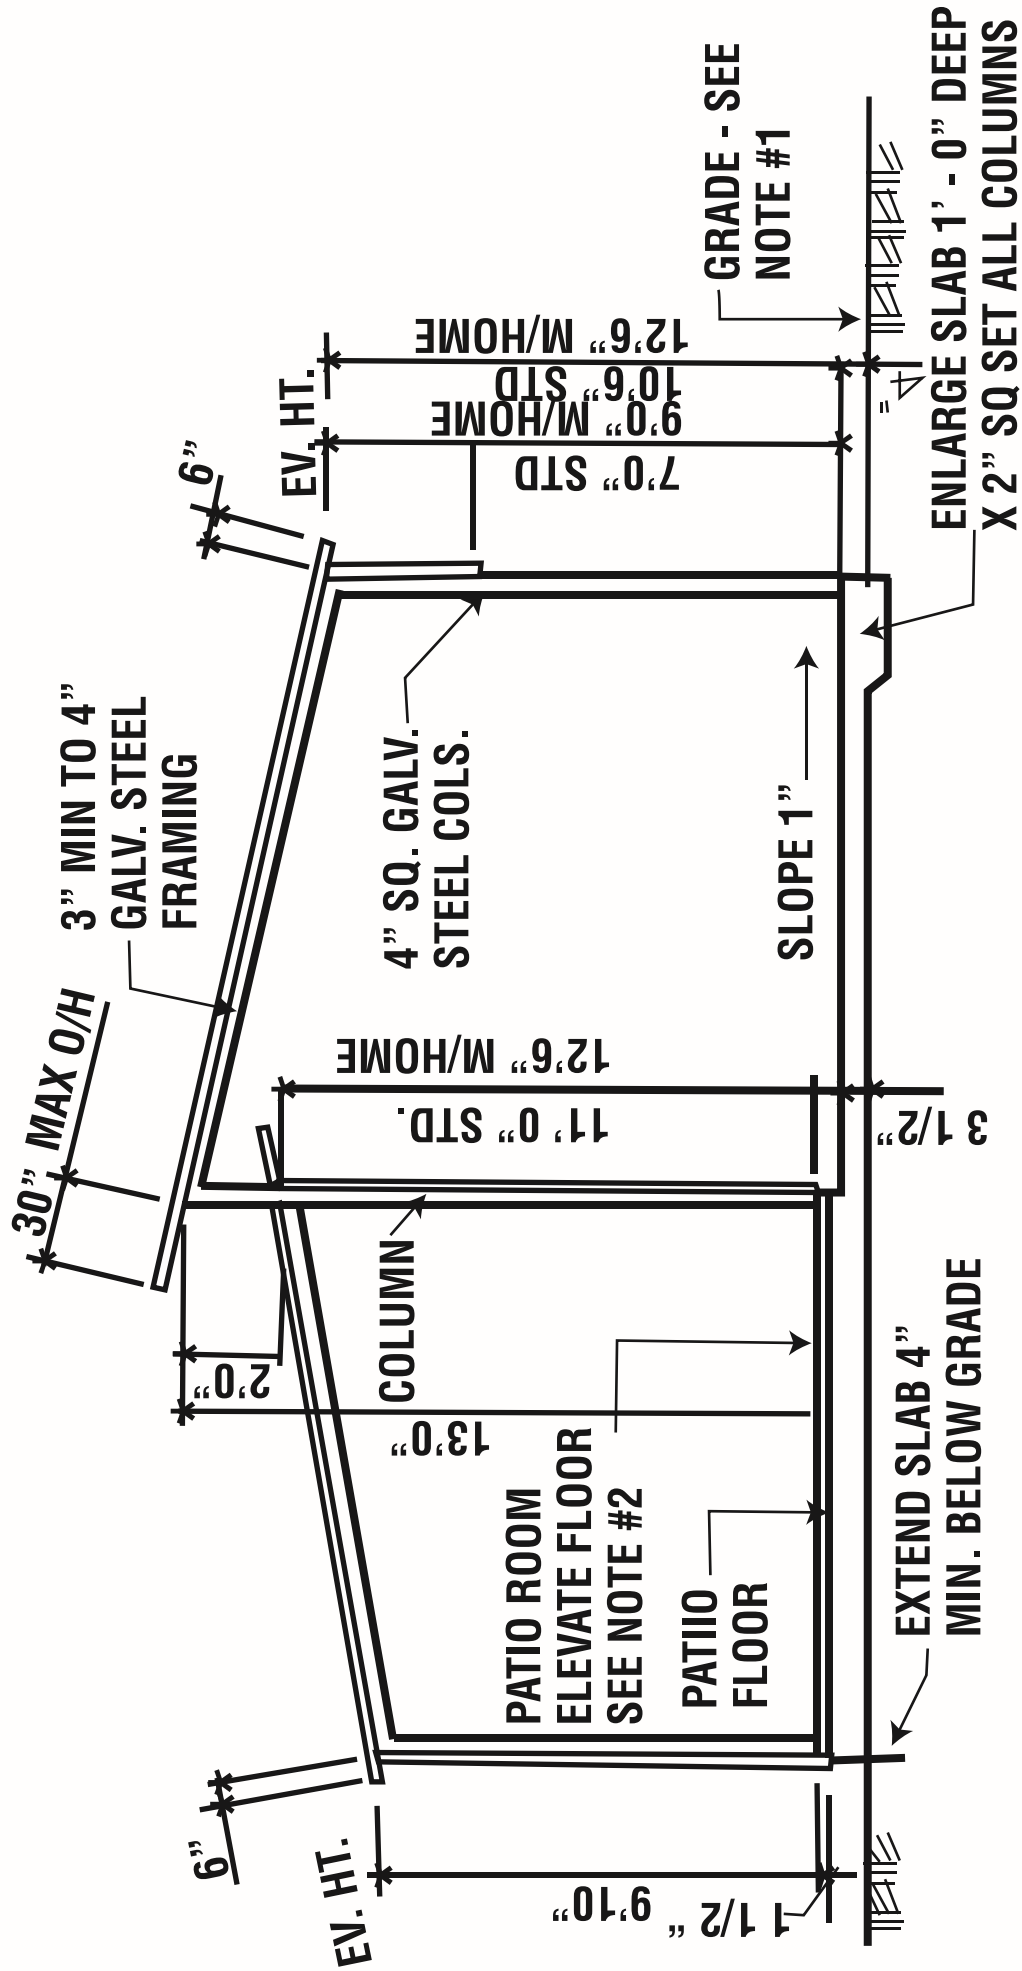 30” MAX O/H
3” MIN TO 4”
GALV. STEEL
FRAMING
6”
EV. HT.
12’6” M/HOME
10’6” STD
9’0” M/HOME
7’0” STD
GRADE - SEE
NOTE #1
4” SQ. GALV.
STEEL COLS.
SLOPE 1”
12’6” M/HOME
11’ 0” STD.
3 1/2”
4"
ENLARGE SLAB 1’ - 0” DEEP
X 2” SQ SET ALL COLUMNS
6”
EV. HT.
2’0”
13’0”
COLUMN
PATIO ROOM
ELEVATE FLOOR
SEE NOTE #2
PATIIO
FLOOR
9’10”
1 1/2 “
EXTEND SLAB 4”
MIN. BELOW GRADE